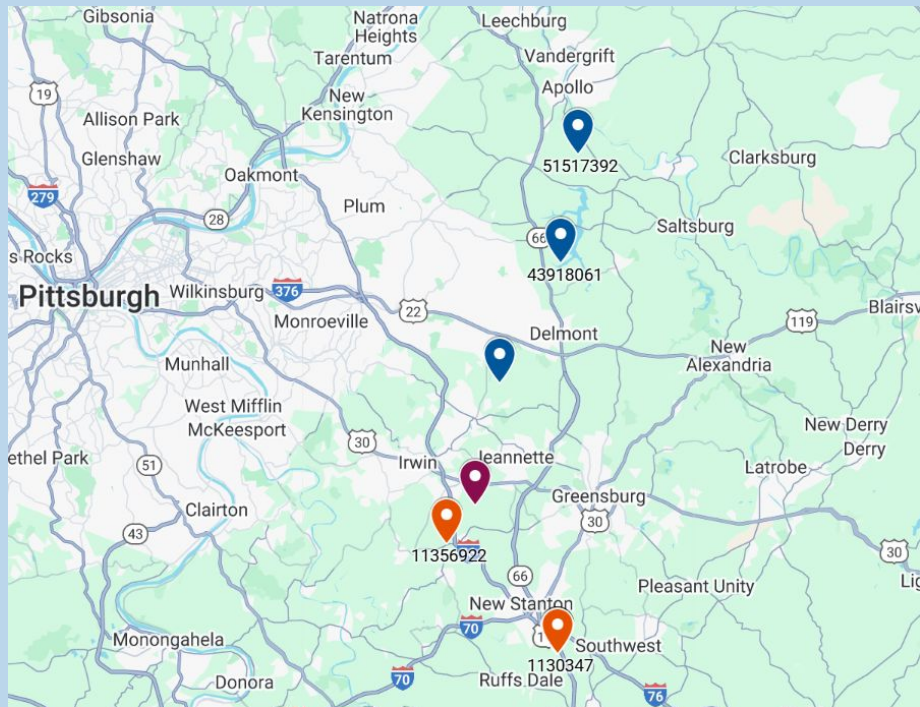 Gibsonia
Natrona
Heights
Leechburg
Tarentum
Vandergrift
19
Apollo
New
Kensington
Allison Park
Glenshaw
51517392
Clarksburg
Oakmont
279
Plum
28
Saltsburg
66
s Rocks
43918061
Pittsburgh
Wilkinsburg
376
Blairsv
22
119
Monroeville
Delmont
New
Alexandria
Munhall
West Mifflin
McKeesport
New Derry
Derry
30
ethel Park
51
Irwin
Jeannette
Latrobe
Greensburg
Clairton
30
43
11356922
30
66
Lig
Pleasant Unity
New Stanton
70
1
Southwest
Monongahela
1130347
70
Ruffs Dale
Donora
76